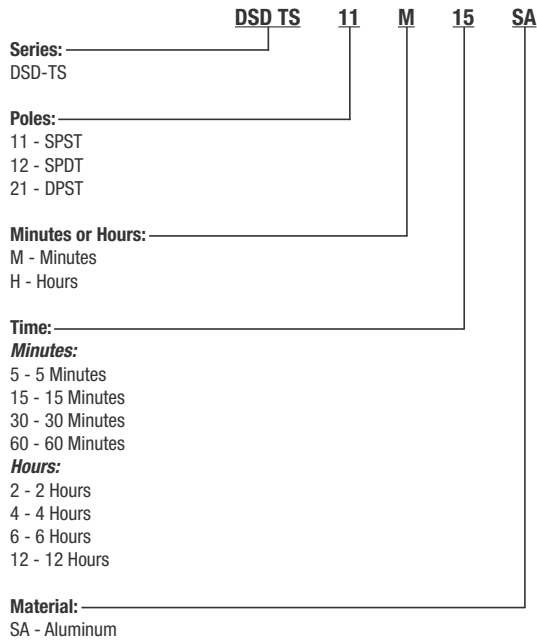 DSD TS 11 M 15 SA
Series:
DSD-TS
Poles:
11 - SPST
12 - SPDT
21 - DPST
Minutes or Hours:
M - Minutes
H - Hours
Time:
Minutes:
5 - 5 Minutes
15 - 15 Minutes
30 - 30 Minutes
60 - 60 Minutes
Hours:
2 - 2 Hours
4 - 4 Hours
6 - 6 Hours
12 - 12 Hours
Material:
SA - Aluminum